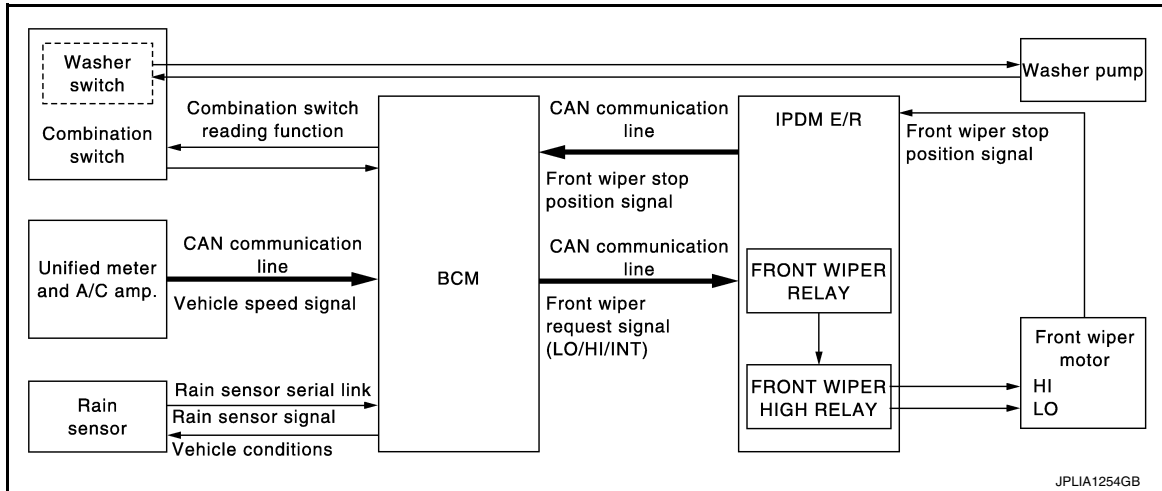 Washer
switch
Combination
switch
Combination switch
reading function
Unified meter
and A/C amp.
CAN communication
line
Vehicle speed signal
Rain
sensor
Rain sensor serial link
Rain sensor signal
Vehicle conditions
BCM
CAN communication
line
Front wiper stop
position signal
CAN communication
line
Front wiper
request signal
(LO/HI/INT)
IPDM E/R
FRONT WIPER
RELAY
FRONT WIPER
HIGH RELAY
Washer pump
Front wiper stop
position signal
Front wiper
motor
HI
LO
JPLIA1254GB